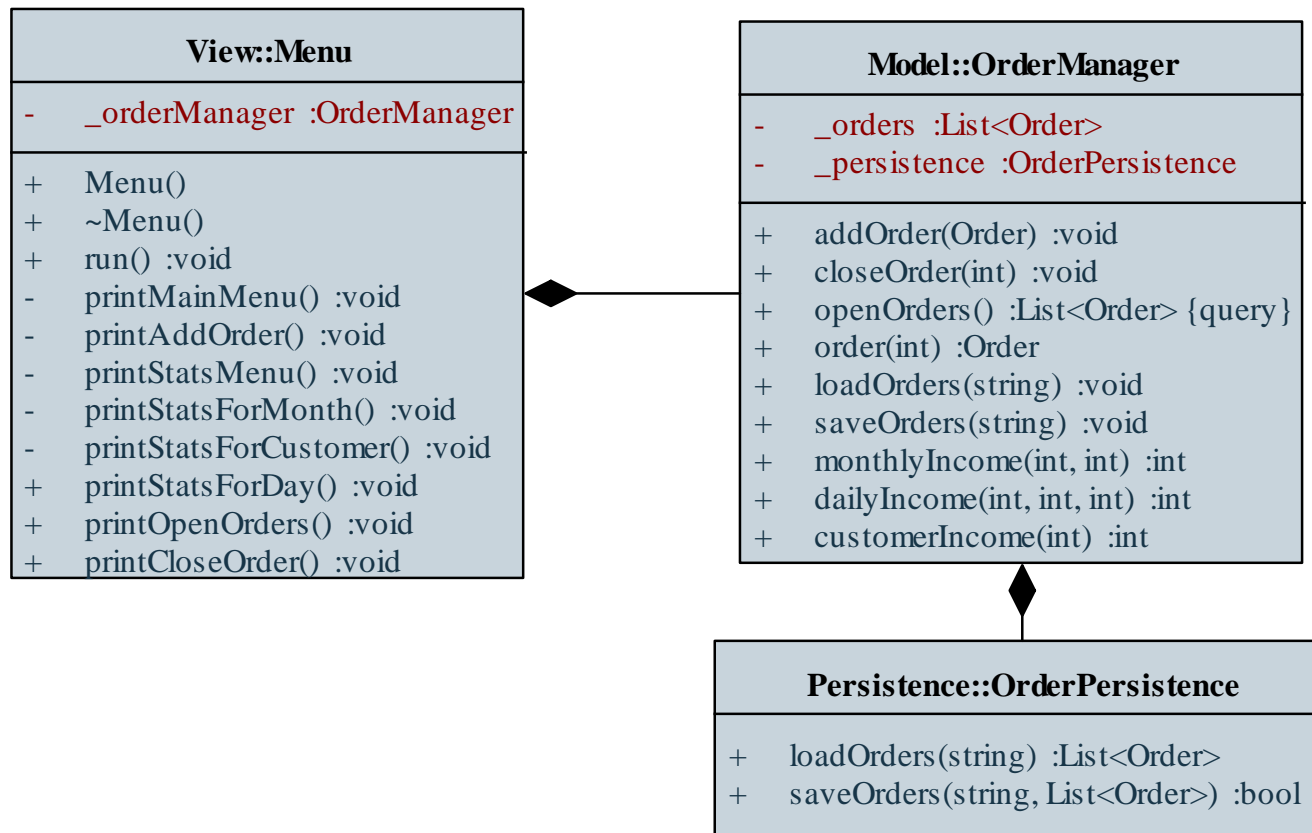 View::Menu
- _orderManager :OrderManager
+ Menu()
+ ~Menu()
+ run() :void
- printMainMenu() :void
- printAddOrder() :void
- printStatsMenu() :void
- printStatsForMonth() :void
- printStatsForCustomer() :void
+ printStatsForDay() :void
+ printOpenOrders() :void
+ printCloseOrder() :void
Model::OrderManager
- _orders :List<Order>
- _persistence :OrderPersistence
+ addOrder(Order) :void
+ closeOrder(int) :void
+ openOrders() :List<Order> {query}
+ order(int) :Order
+ loadOrders(string) :void
+ saveOrders(string) :void
+ monthlyIncome(int, int) :int
+ dailyIncome(int, int, int) :int
+ customerIncome(int) :int
Persistence::OrderPersistence
+ loadOrders(string) :List<Order>
+ saveOrders(string, List<Order>) :bool